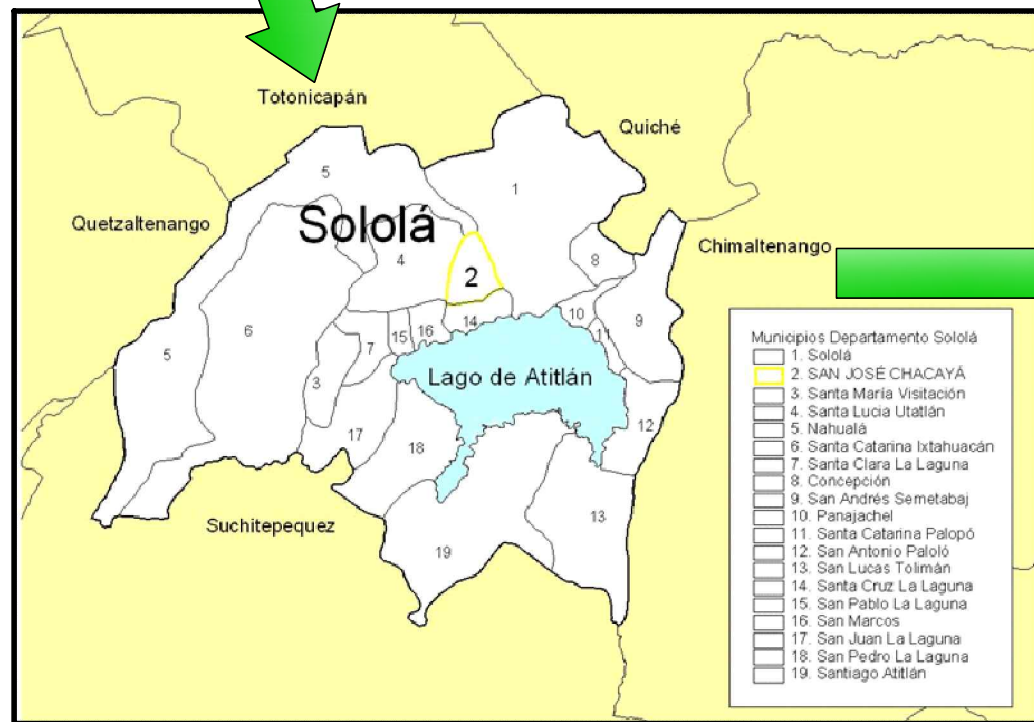 Totonicapán
Quiché
5
1
Quetzaltenango
Sololá
Chimaltenango
4
2
8
6
5
7
15
16
14
10
11
9
3
Lago de Atitlán
12
17
18
13
19
Suchitepequez
Municipios Departamento Sololá
1. Sololá
2. SAN JOSÉ CHACAYÁ
3. Santa María Visitación
4. Santa Lucia Utatlán
5. Nahualá
6. Santa Catarina Ixtahuacán
7. Santa Clara La Laguna
8. Concepción
9. San Andrés Semetabaj
10. Panajachel
11. Santa Catarina Palopó
12. San Antonio Paloló
13. San Lucas Tolimán
14. Santa Cruz La Laguna
15. San Pablo La Laguna
16. San Marcos
17. San Juan La Laguna
18. San Pedro La Laguna
19. Santiago Atitlán